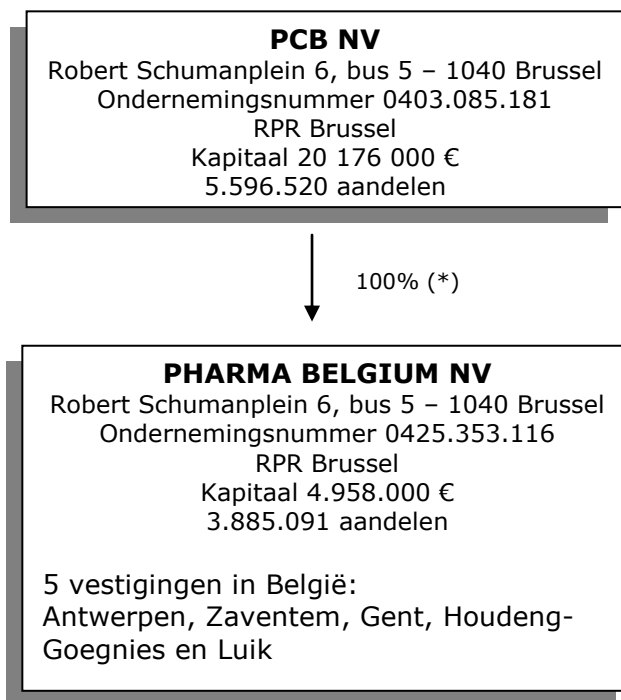 PCB NV
Robert Schumanplein 6, bus 5 – 1040 Brussel
Ondernemingsnummer 0403.085.181
RPR Brussel
Kapitaal 20 176 000 €
5.596.520 aandelen
100% (*)
PHARMA BELGIUM NV
Robert Schumanplein 6, bus 5 – 1040 Brussel
Ondernemingsnummer 0425.353.116
RPR Brussel
Kapitaal 4.958.000 €
3.885.091 aandelen
5 vestigingen in België:
Antwerpen, Zaventem, Gent, Houdeng-
Goegnies en Luik